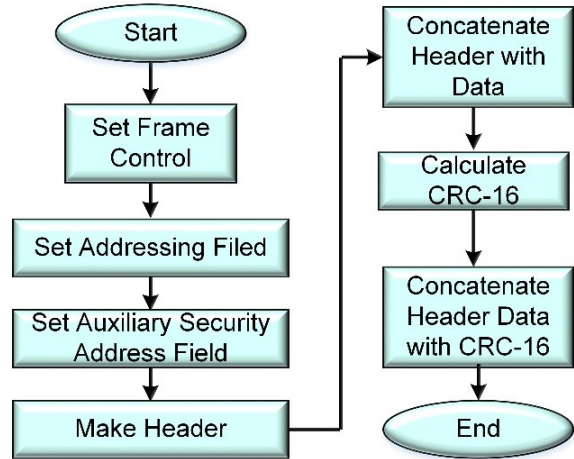 Start
Set Frame
Control
Set Addressing Filed
Set Auxiliary Security
Address Field
Make Header
Concatenate
Header with
Data
Calculate
CRC-16
Concatenate
Header Data
with CRC-16
End